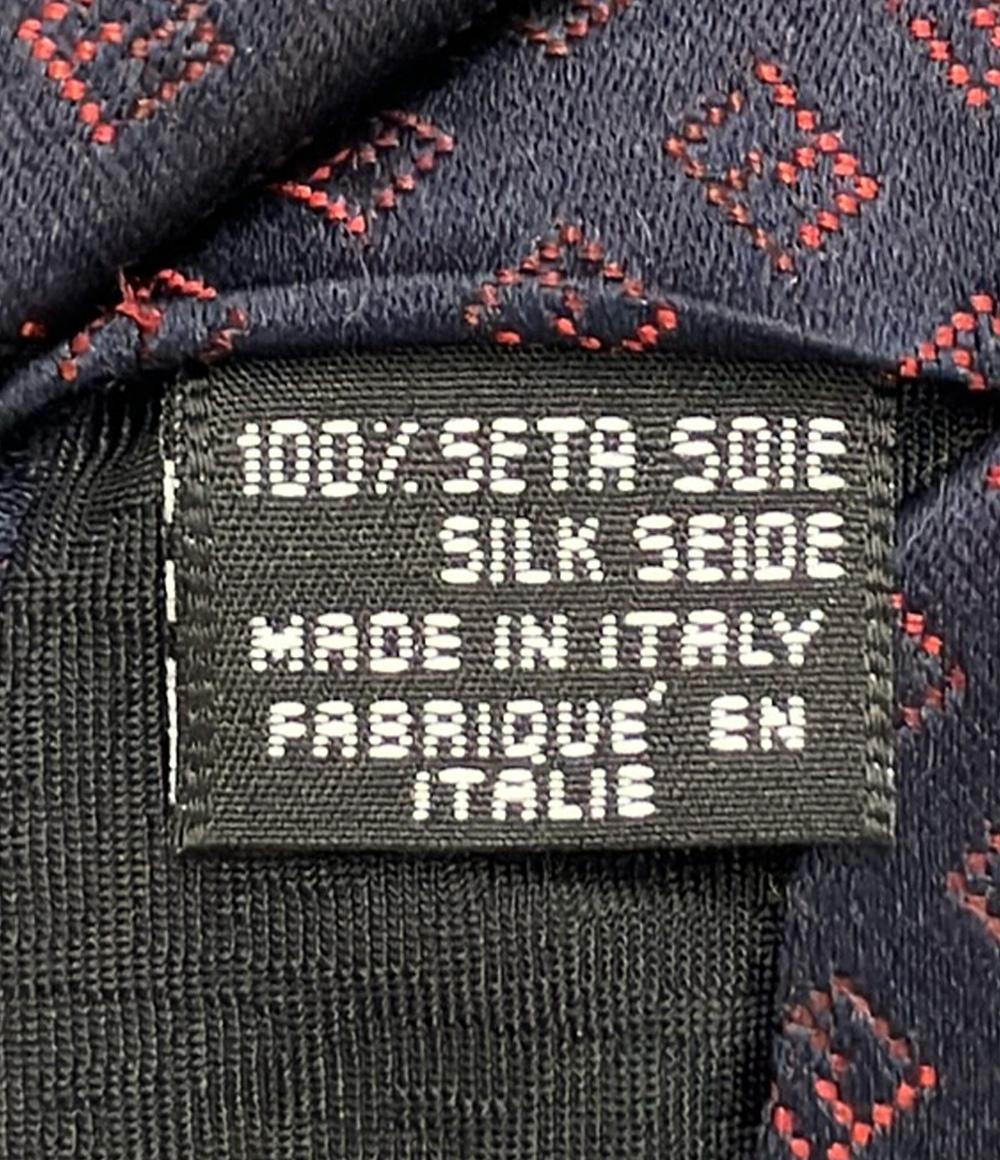 100% SETA SOIE
SILK SEIDE
MADE IN ITALY
FABRIQUÉ EN
ITALIE